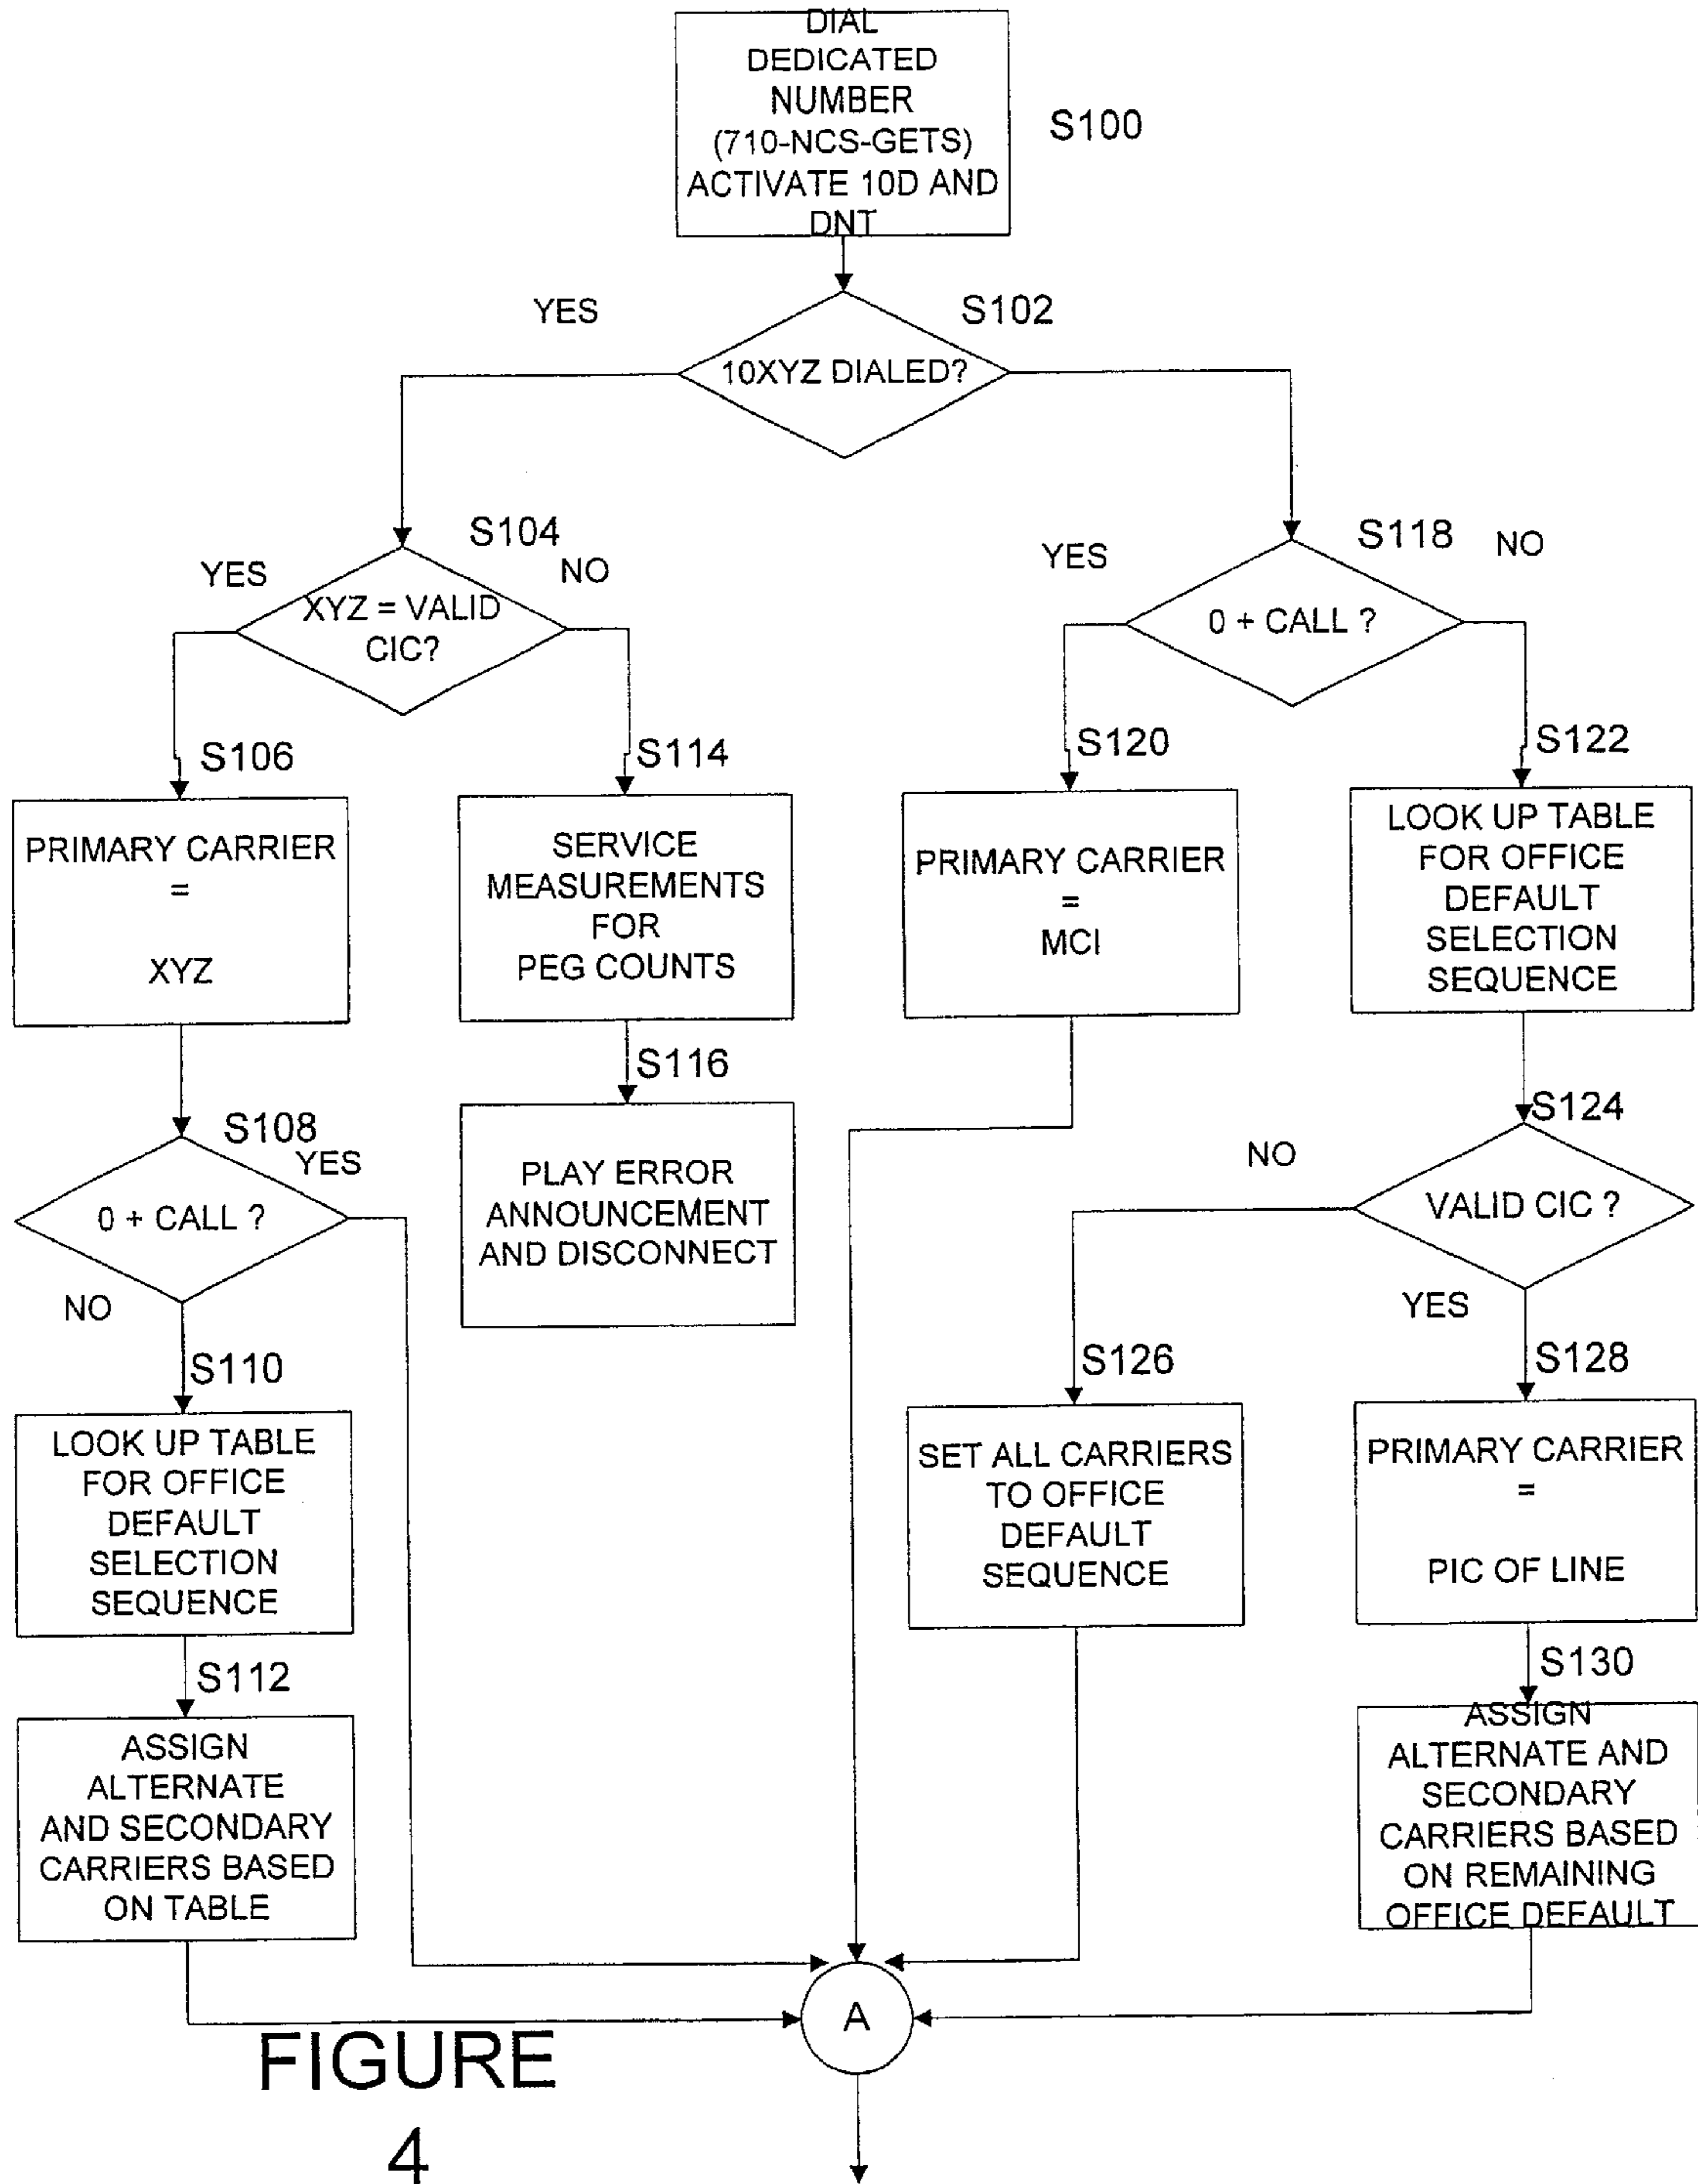 DIAL
DEDICATED
NUMBER
(710-NCS-GETS)
ACTIVATE 10D AND
DNT
S100
YES
S102
10XYZ DIALED?
S104
YES
NO
XYZ = VALID
CIC?
S118
YES
NO
0 + CALL ?
S106
PRIMARY CARRIER
=
XYZ
S114
SERVICE
MEASUREMENTS
FOR
PEG COUNTS
S120
PRIMARY CARRIER
=
MCI
S122
LOOK UP TABLE
FOR OFFICE
DEFAULT
SELECTION
SEQUENCE
S108
YES
0 + CALL ?
NO
S116
PLAY ERROR
ANNOUNCEMENT
AND DISCONNECT
S124
NO
VALID CIC ?
YES
S110
LOOK UP TABLE
FOR OFFICE
DEFAULT
SELECTION
SEQUENCE
S126
SET ALL CARRIERS
TO OFFICE
DEFAULT
SEQUENCE
S128
PRIMARY CARRIER
=
PIC OF LINE
S112
ASSIGN
ALTERNATE
AND SECONDARY
CARRIERS BASED
ON TABLE
S130
ASSIGN
ALTERNATE AND
SECONDARY
CARRIERS BASED
ON REMAINING
OFFICE DEFAULT
A
FIGURE
4